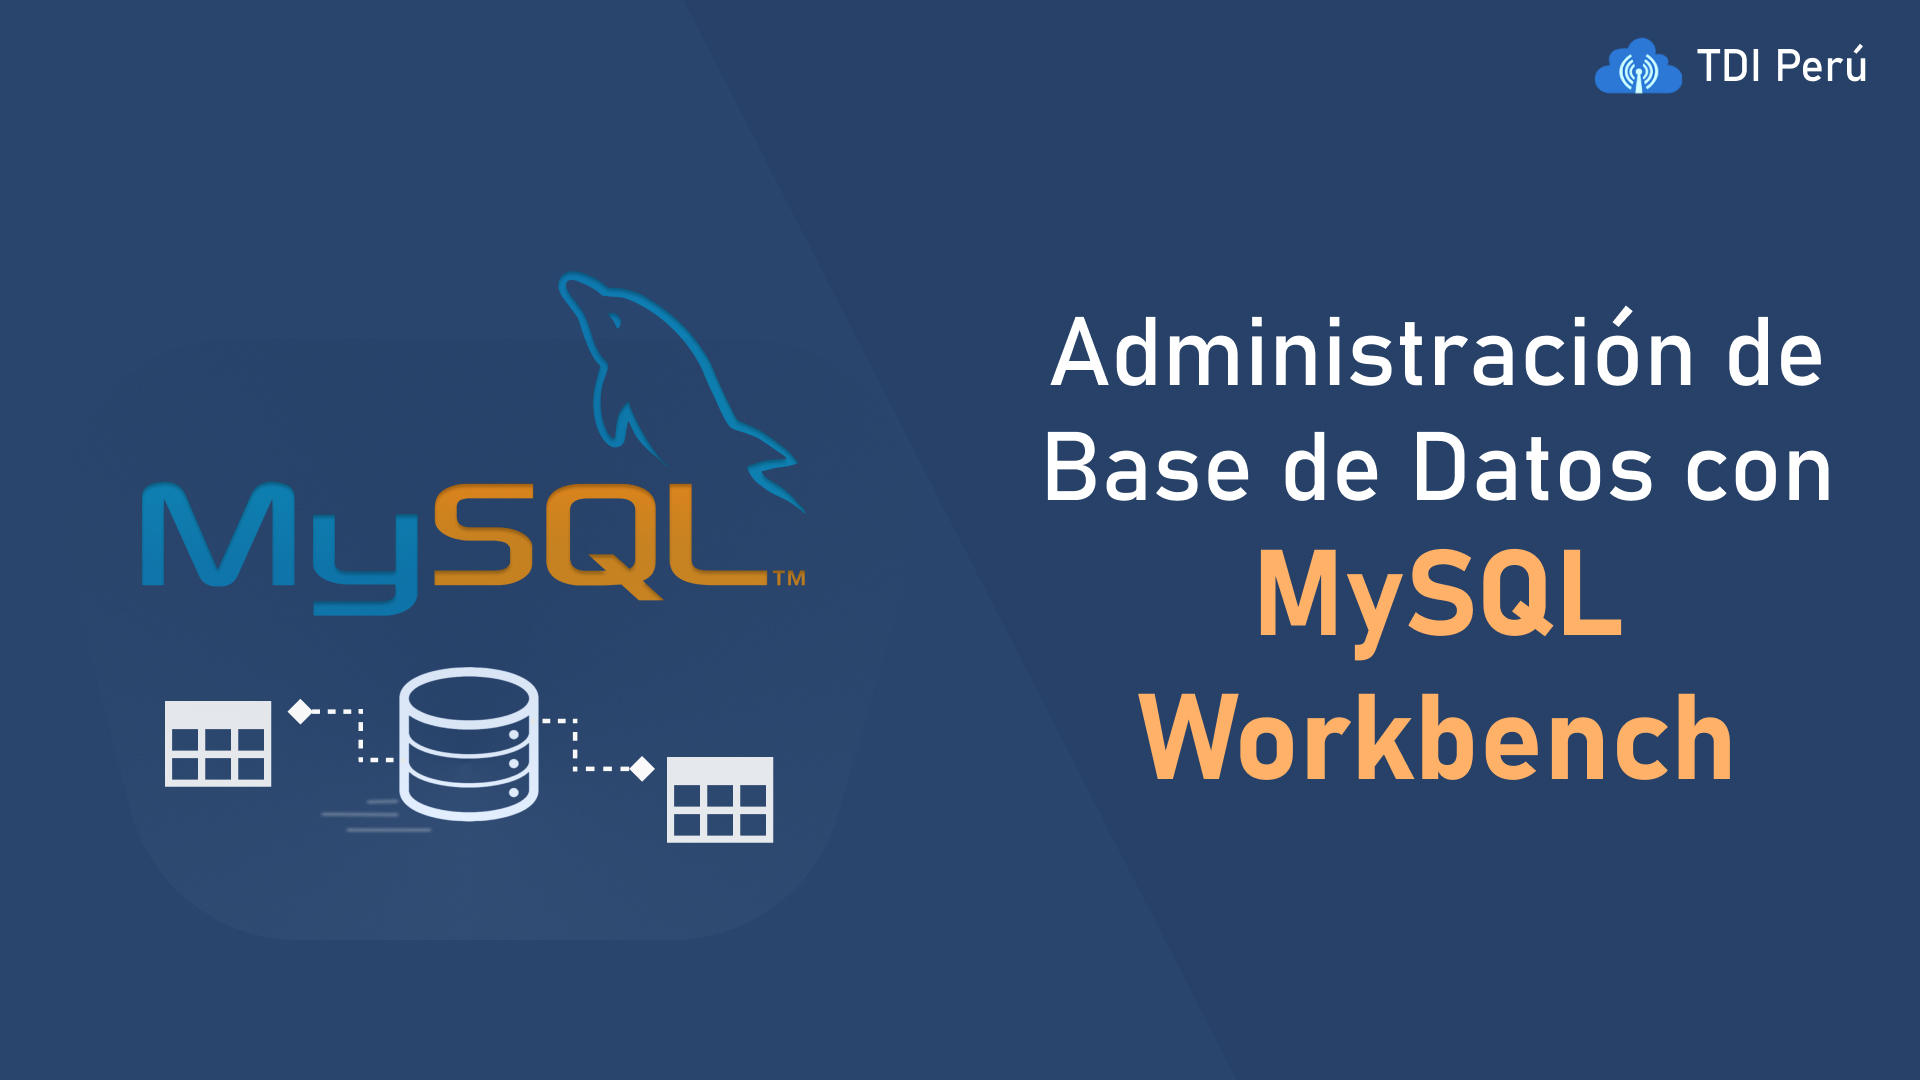 TDI Perú
MySQL™
Administración de
Base de Datos con
MySQL
Workbench